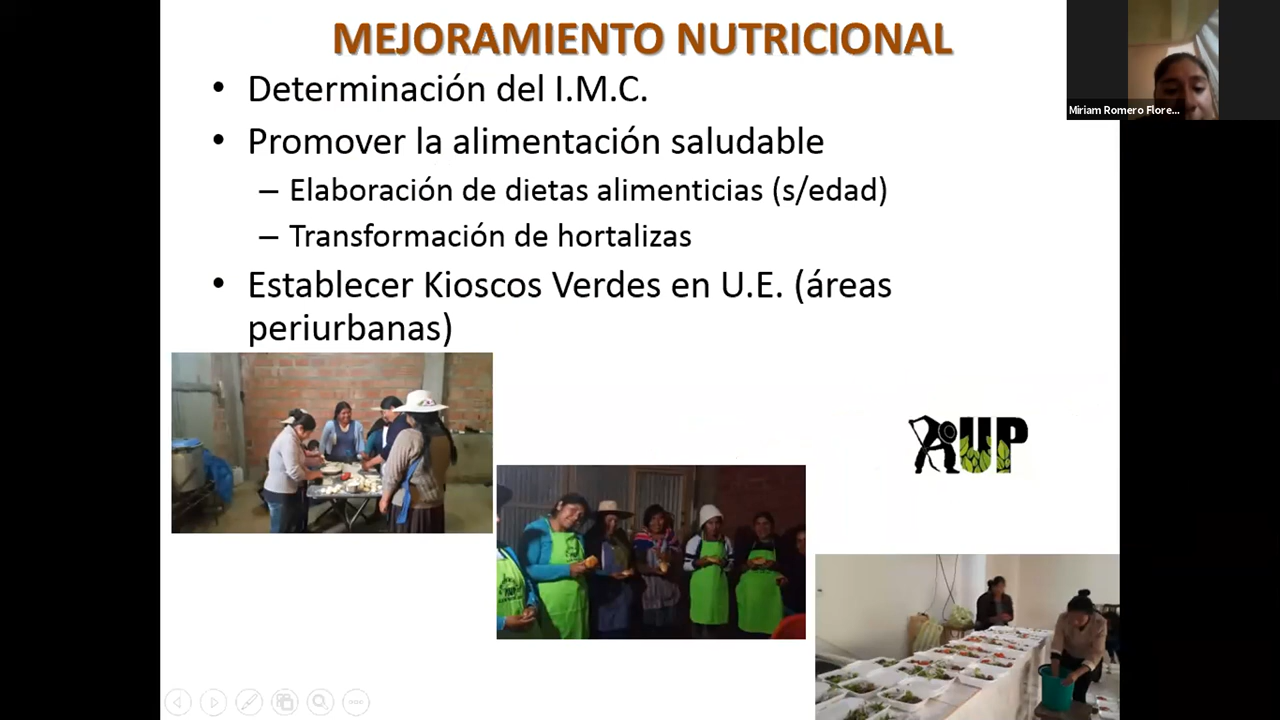 MEJORAMIENTO NUTRICIONAL
• Determinación del I.M.C.
• Promover la alimentación saludable
– Elaboración de dietas alimenticias (s/edad)
– Transformación de hortalizas
• Establecer Kioscos Verdes en U.E. (áreas
periurbanas)
Miriam Romero Flore...
AUP